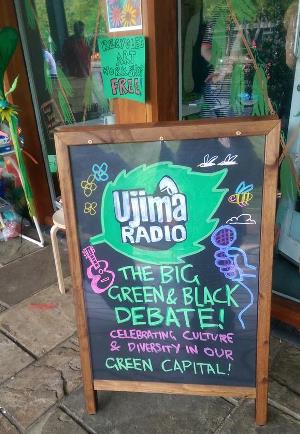 RECYCLED
ART
WORKSHOP
FREE!
Ujima
RADIO
THE BIG
GREEN & BLACK
DEBATE!
CELEBRATING CULTURE
& DIVERSITY IN OUR
GREEN CAPITAL!